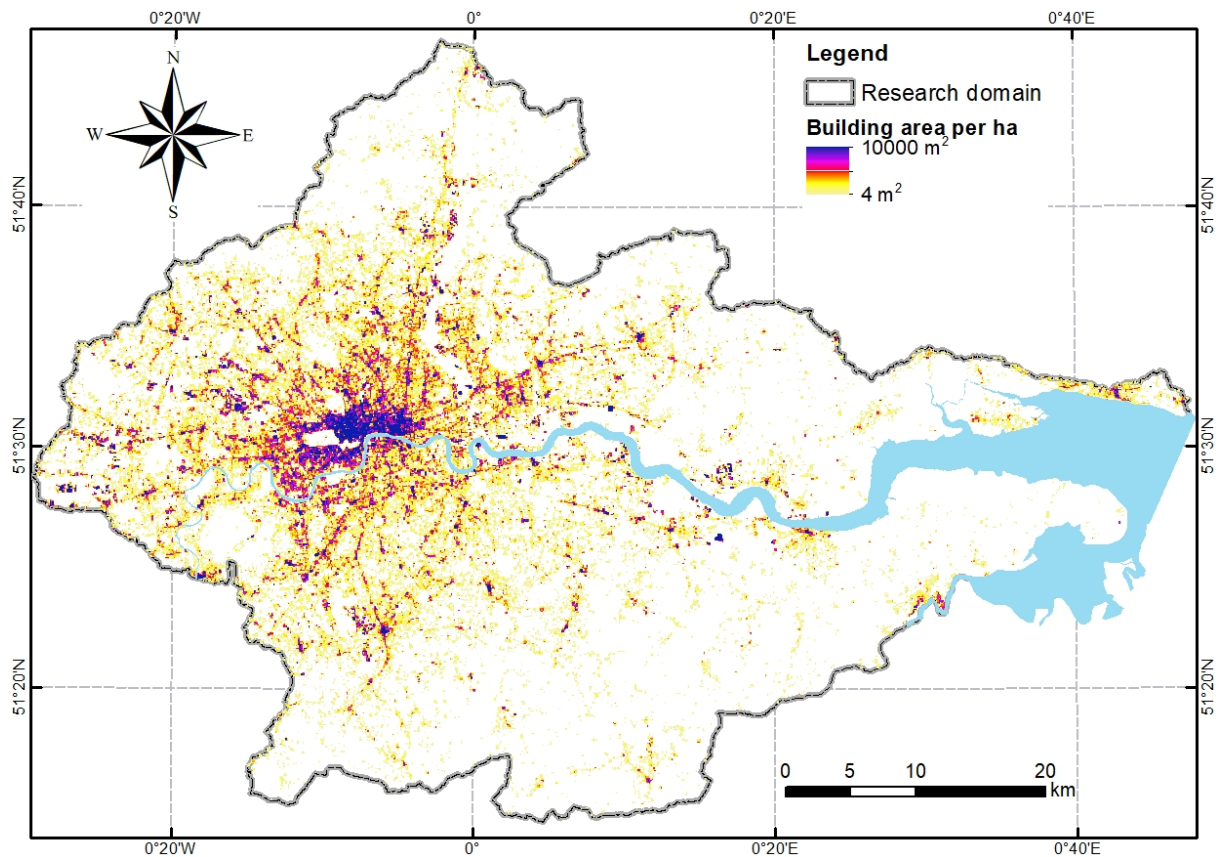 0°20'W 0° 0°20'E 0°40'E
N
W E
S
Legend
Research domain
Building area per ha
10000 m²
4 m²
51°40'N 51°40'N
51°30'N 51°30'N
51°20'N 51°20'N
0 5 10 20
km
0°20'W 0° 0°20'E 0°40'E